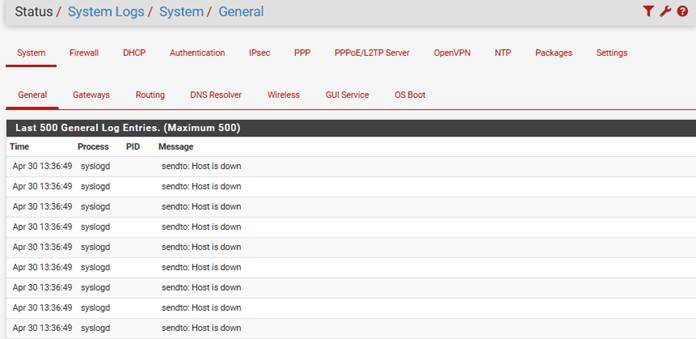 Status / System Logs / System / General
System Firewall DHCP Authentication IPsec PPP PPPoE/L2TP Server OpenVPN NTP Packages Settings
General Gateways Routing DNS Resolver Wireless GUI Service OS Boot
Last 500 General Log Entries. (Maximum 500)
Time Process PID Message
Apr 30 13:36:49 syslogd sendto: Host is down
Apr 30 13:36:49 syslogd sendto: Host is down
Apr 30 13:36:49 syslogd sendto: Host is down
Apr 30 13:36:49 syslogd sendto: Host is down
Apr 30 13:36:49 syslogd sendto: Host is down
Apr 30 13:36:49 syslogd sendto: Host is down
Apr 30 13:36:49 syslogd sendto: Host is down
Apr 30 13:36:49 syslogd sendto: Host is down
Apr 30 13:36:49 syslogd sendto: Host is down